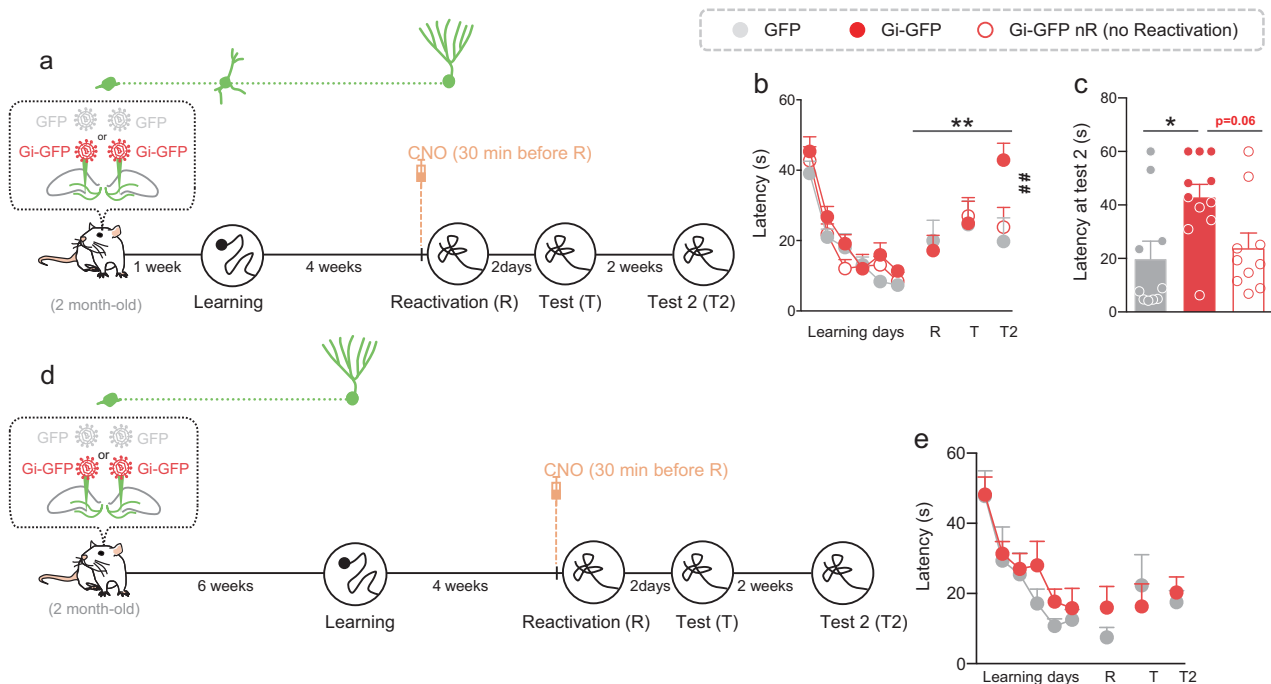 GFP Gi-GFP Gi-GFP nR (no Reactivation)
a
GFP GFP
or
Gi-GFP Gi-GFP
(2 month-old)
1 week
Learning
4 weeks
CNO (30 min before R)
Reactivation (R)
2days
Test (T)
2 weeks
Test 2 (T2)
b
Latency (s)
60
40
20
0
**
##
Learning days R T T2
c
Latency at test 2 (s)
80
60
40
20
0
*
p=0.06
d
GFP GFP
or
Gi-GFP Gi-GFP
(2 month-old)
6 weeks
Learning
4 weeks
CNO (30 min before R)
Reactivation (R)
2days
Test (T)
2 weeks
Test 2 (T2)
e
Latency (s)
60
40
20
0
Learning days R T T2